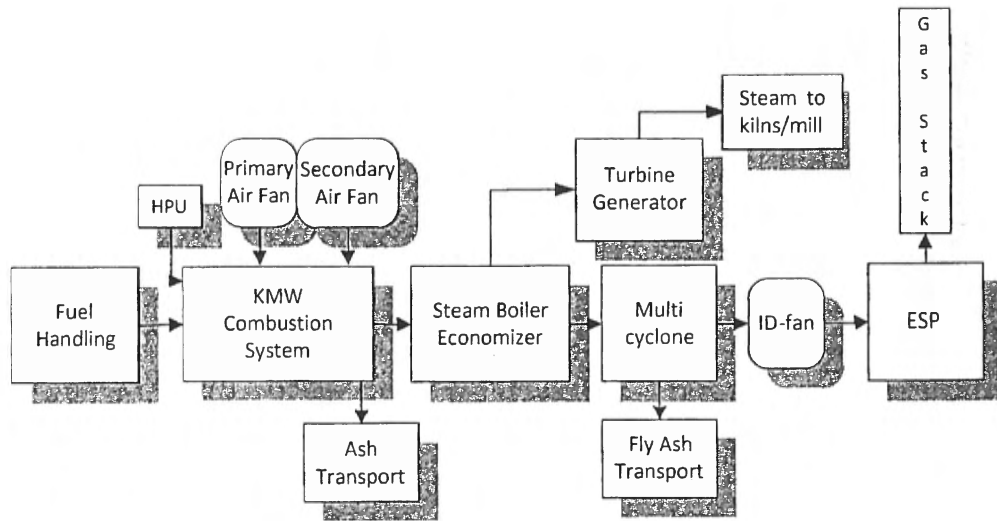 Gas Stack
Steam to
kilns/mill
Primary
Air Fan
Secondary
Air Fan
Turbine
Generator
HPU
Fuel
Handling
KMW
Combustion
System
Steam Boiler
Economizer
Multi
cyclone
ID-fan
ESP
Ash
Transport
Fly Ash
Transport